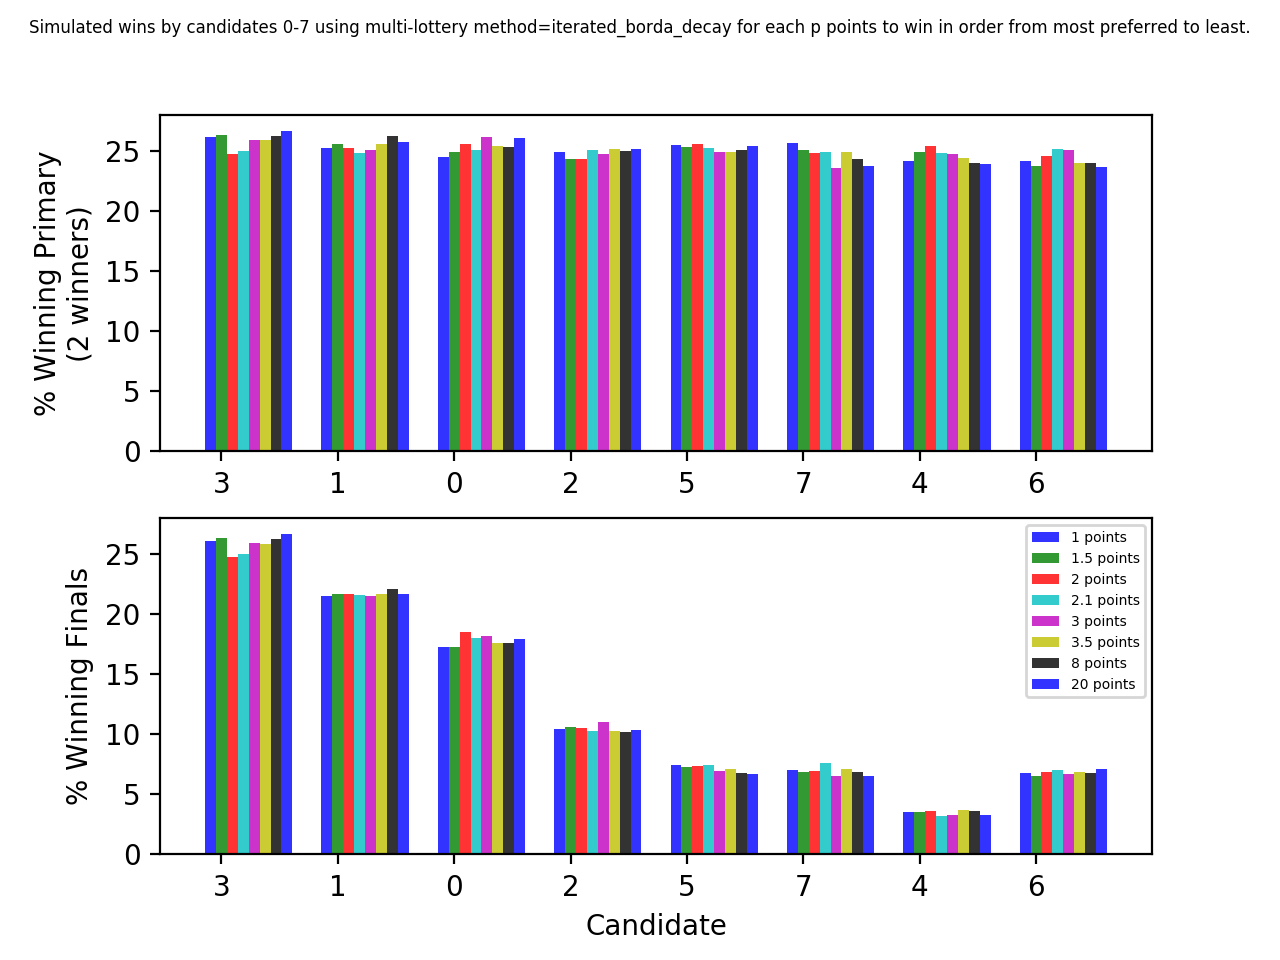 Simulated wins by candidates 0-7 using multi-lottery method=iterated_borda_decay for each p points to win in order from most preferred to least.
% Winning Primary
(2 winners)
25
20
15
10
5
0
3 1 0 2 5 7 4 6
% Winning Finals
25
20
15
10
5
0
1 points
1.5 points
2 points
2.1 points
3 points
3.5 points
8 points
20 points
3 1 0 2 5 7 4 6
Candidate